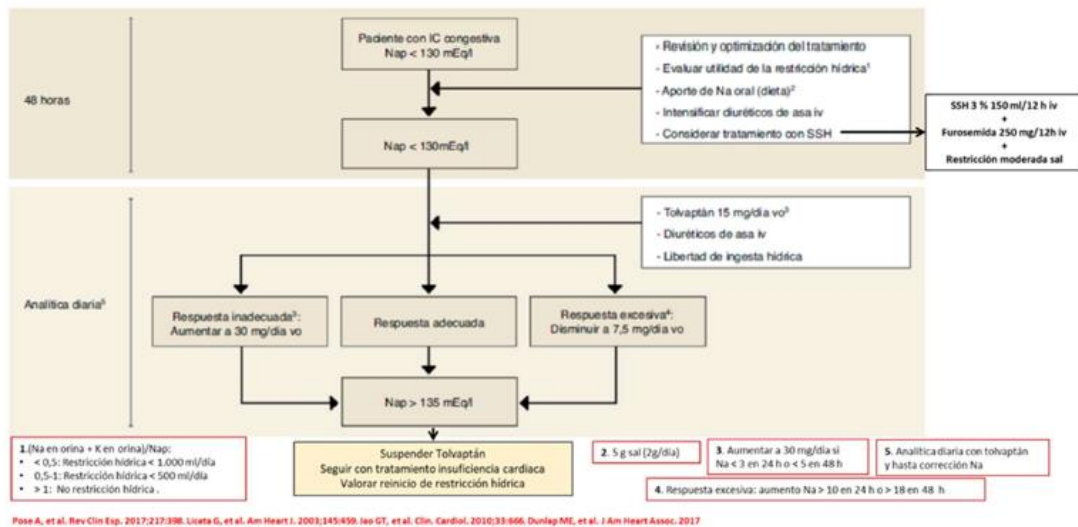 Paciente con IC congestiva
Nap < 130 mEq/l
- Revisión y optimización del tratamiento
- Evaluar utilidad de la restricción hídrica¹
- Aporte de Na oral (dieta)²
- Intensificar diuréticos de asa iv
- Considerar tratamiento con SSH
48 horas
SSH 3 % 150 ml/12 h iv
+
Furosemida 250 mg/12h iv
+
Restricción moderada sal
Nap < 130mEq/l
- Tolvaptán 15 mg/dia vo³
- Diuréticos de asa iv
- Libertad de ingesta hídrica
Analítica diaria⁵
Respuesta inadecuada³:
Aumentar a 30 mg/dia vo
Respuesta adecuada
Respuesta excesiva⁴:
Disminuir a 7,5 mg/dia vo
Nap > 135 mEq/l
1.(Na en orina + K en orina)/Nap:
• < 0,5: Restricción hídrica < 1.000 ml/día
• 0,5-1: Restricción hídrica < 500 ml/día
• > 1: No restricción hídrica .
Suspender Tolvaptán
Seguir con tratamiento insuficiencia cardiaca
Valorar reinicio de restricción hídrica
2. 5 g sal (2g/día)
3. Aumentar a 30 mg/día si
Na < 3 en 24 h o < 5 en 48 h
5. Analítica diaria con tolvaptán
y hasta corrección Na
4. Respuesta excesiva: aumento Na > 10 en 24 h o > 18 en 48 h
Pose A, et al. Rev Clin Esp. 2017;217:398. Licata G, et al. Am Heart J. 2003;145:459. Jao GT, et al. Clin. Cardiol. 2010;33:666. Dunlap ME, et al. J Am Heart Assoc. 2017